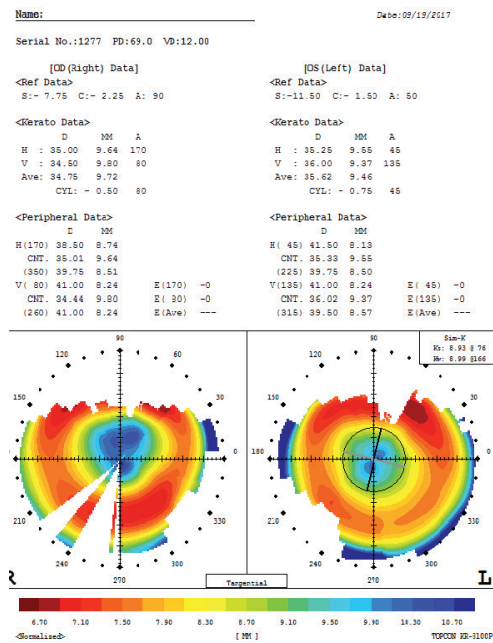 Name:
Date:09/19/2017
Serial No.:1277 PD:69.0 VD:12.00
[OD(Right) Data]
<Ref Data>
S:- 7.75 C:- 2.25 A: 90
<Kerato Data>
D MM A
H : 35.00 9.64 170
V : 34.50 9.80 80
Ave: 34.75 9.72
CYL: - 0.50 80
<Peripheral Data>
D MM
H(170) 38.50 8.74
CNT. 35.01 9.64
(350) 39.75 8.51
V( 80) 41.00 8.24 E(170) -0
CNT. 34.44 9.80 E( 80) -0
(260) 41.00 8.24 E(Ave) ---
[OS(Left) Data]
<Ref Data>
S:-11.50 C:- 1.50 A: 50
<Kerato Data>
D MM A
H : 35.25 9.55 45
V : 36.00 9.37 135
Ave: 35.62 9.46
CYL: - 0.75 45
<Peripheral Data>
D MM
H( 45) 41.50 8.13
CNT. 35.33 9.55
(225) 39.75 8.50
V(135) 41.00 8.24 E( 45) -0
CNT. 36.02 9.37 E(135) -0
(315) 39.50 8.57 E(Ave) ---
90
120 60
150 30
0
210 330
240 300
270
R
90
Sim-K
Ks: 8.93 @ 76
Kf: 8.99 @166
120
150 30
180 0
210 330
240 300
270
L
Tangential
6.70 7.10 7.50 7.90 8.30 8.70 9.10 9.50 9.90 10.30 10.70
<Normalized>
[ MM ]
TOPCON KR-8100P